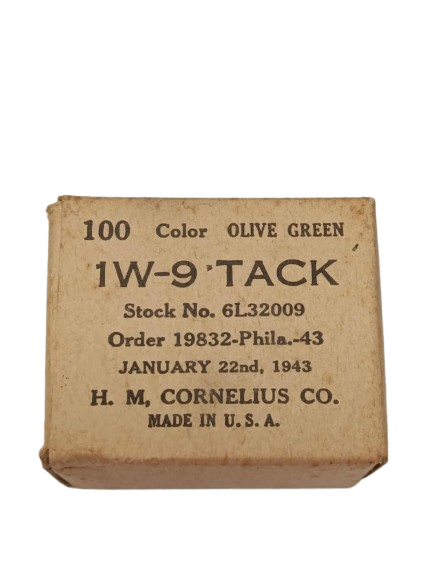 100 Color OLIVE GREEN
1W-9 TACK
Stock No. 6L32009
Order 19832-Phila.-43
JANUARY 22nd, 1943
H. M, CORNELIUS CO.
MADE IN U. S. A.